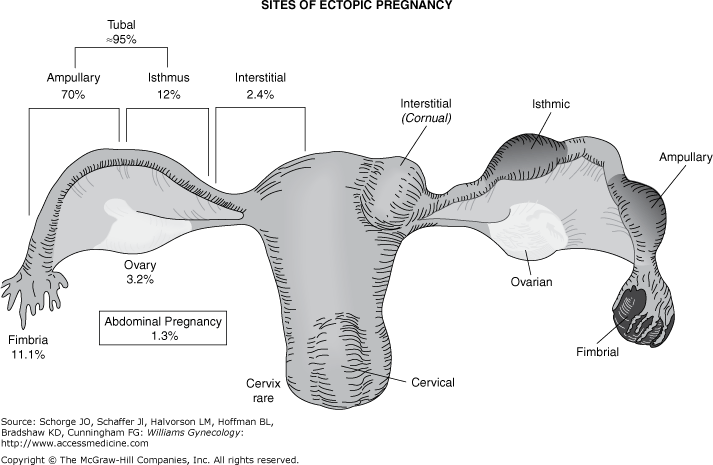 SITES OF ECTOPIC PREGNANCY
Tubal
≈95%
Ampullary
70%
Isthmus
12%
Interstitial
2.4%
Interstitial
(Cornual)
Isthmic
Ampullary
Ovary
3.2%
Ovarian
Abdominal Pregnancy
1.3%
Fimbria
11.1%
Fimbrial
Cervix
rare
Cervical
Source: Schorge JO, Schaffer JI, Halvorson LM, Hoffman BL,
Bradshaw KD, Cunningham FG: Williams Gynecology:
http://www.accessmedicine.com
Copyright © The McGraw-Hill Companies, Inc. All rights reserved.